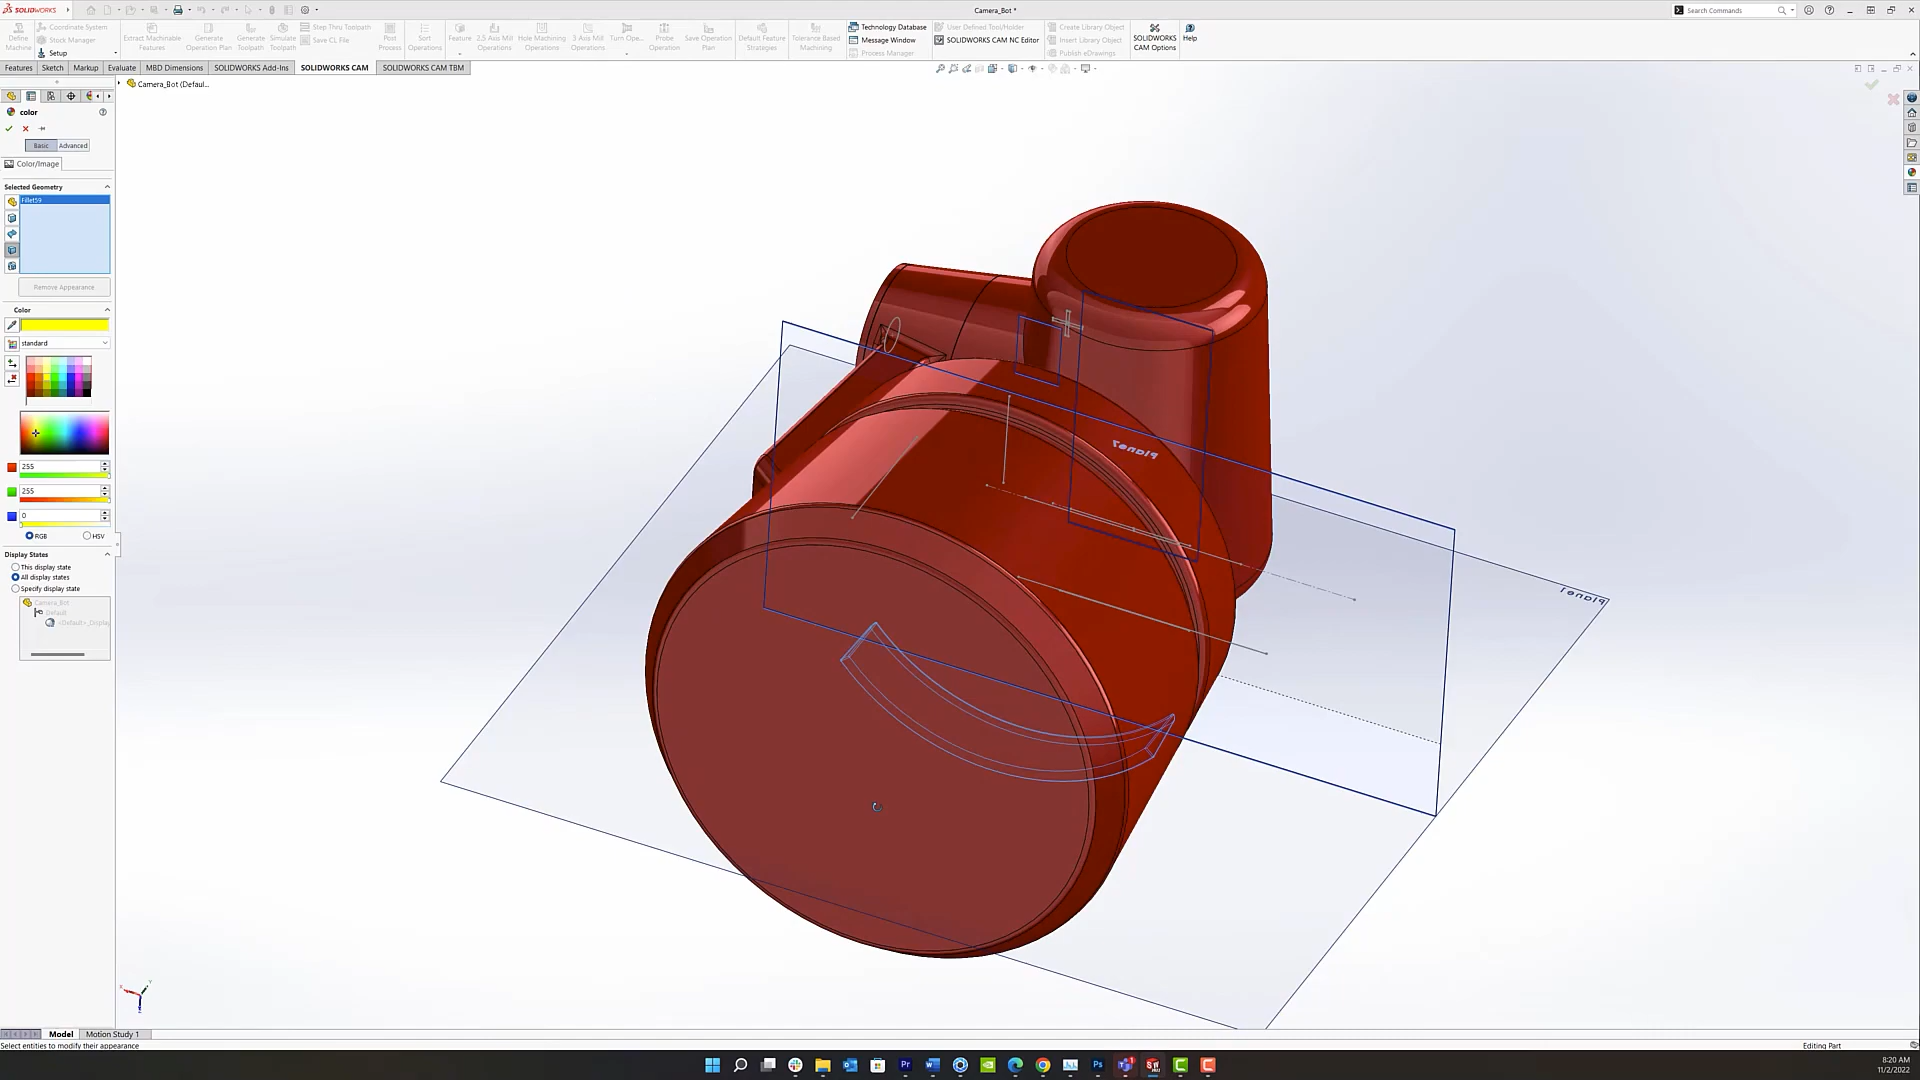 SOLIDWORKS
Camera_Bot *
Search Commands
Define Machine
Coordinate System
Stock Manager
Setup
Extract Machinable Features
Generate Operation Plan
Generate Toolpath
Simulate Toolpath
Step Thru Toolpath
Save CL File
Post Process
Sort Operations
Feature
2.5 Axis Mill Operations
Hole Machining Operations
3 Axis Mill Operations
Turn Ope...
Probe Operation
Save Operation Plan
Default Feature Strategies
Tolerance Based Machining
Technology Database
Message Window
Process Manager
User Defined Tool/Holder
SOLIDWORKS CAM NC Editor
Create Library Object
Insert Library Object
Publish eDrawings
SOLIDWORKS CAM Options
Help
Features
Sketch
Markup
Evaluate
MBD Dimensions
SOLIDWORKS Add-Ins
SOLIDWORKS CAM
SOLIDWORKS CAM TBM
Camera_Bot (Defaul...
color
Basic
Advanced
Color/Image
Selected Geometry
Fillet59
Remove Appearance
Color
standard
255
255
0
RGB
HSV
Display States
This display state
All display states
Specify display state
Camera_Bot
Default
<Default>_Displa
Plane7
Plane1
Model
Motion Study 1
Select entities to modify their appearance
Editing Part
8:20 AM
11/2/2022